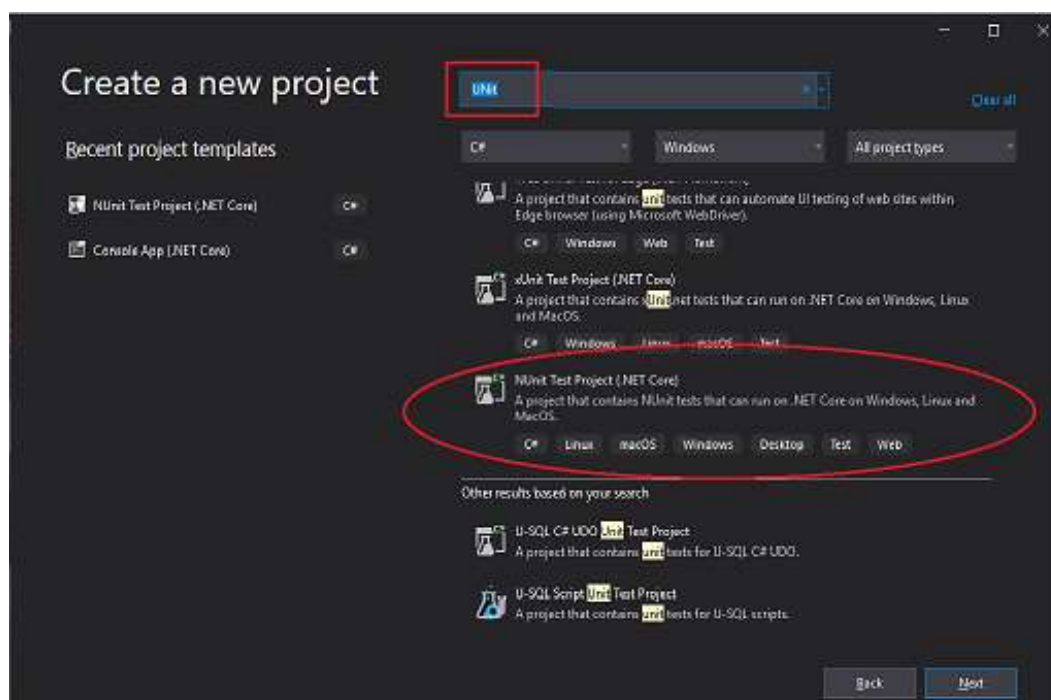 Create a new project
UNit
Clear all
Recent project templates
C#
Windows
All project types
NUnit Test Project (.NET Core)
C#
Console App (.NET Core)
C#
A project that contains unit tests that can automate UI testing of web sites within
Edge browser (using Microsoft WebDriver).
C# Windows Web Test
xUnit Test Project (.NET Core)
A project that contains xUnit.net tests that can run on .NET Core on Windows, Linux
and MacOS.
C# Windows Linux macOS Test
NUnit Test Project (.NET Core)
A project that contains NUnit tests that can run on .NET Core on Windows, Linux and
MacOS.
C# Linux macOS Windows Desktop Test Web
Other results based on your search
U-SQL C# UDO Unit Test Project
A project that contains unit tests for U-SQL C# UDO.
U-SQL Script Unit Test Project
A project that contains unit tests for U-SQL scripts.
Back
Next